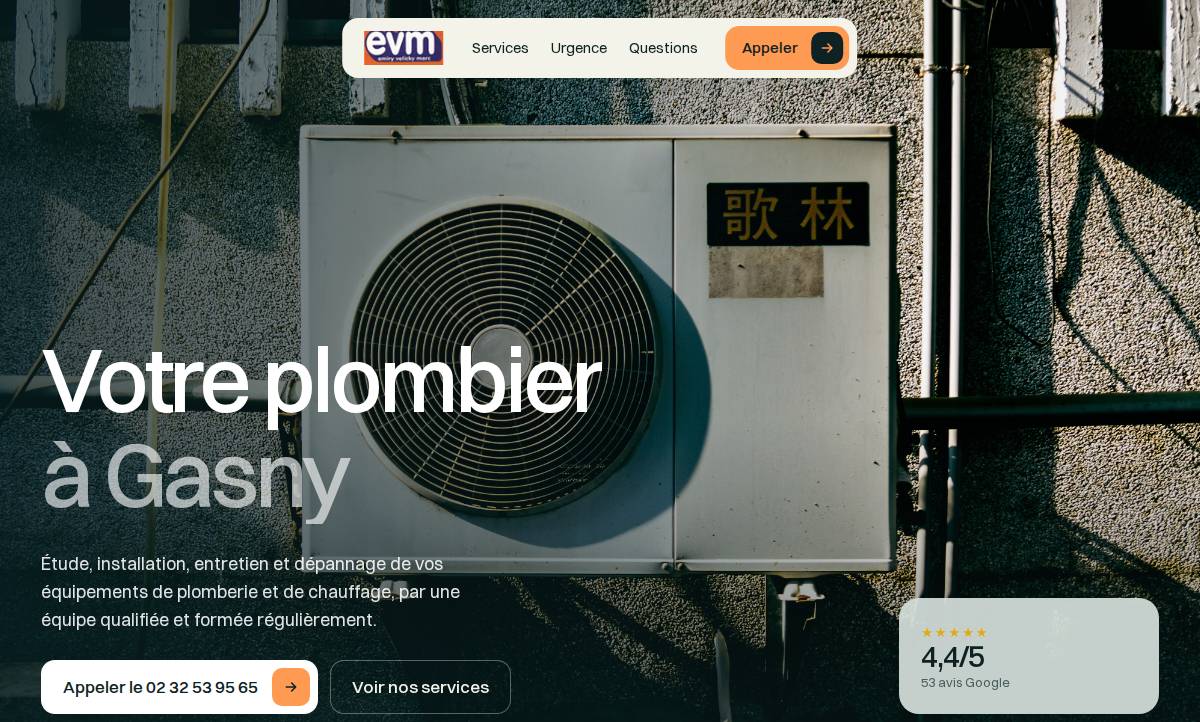 evm
emiry velicky marc
Services
Urgence
Questions
Appeler
歌林
Votre plombier
à Gasny
Étude, installation, entretien et dépannage de vos
équipements de plomberie et de chauffage, par une
équipe qualifiée et formée régulièrement.
Appeler le 02 32 53 95 65
Voir nos services
4,4/5
53 avis Google